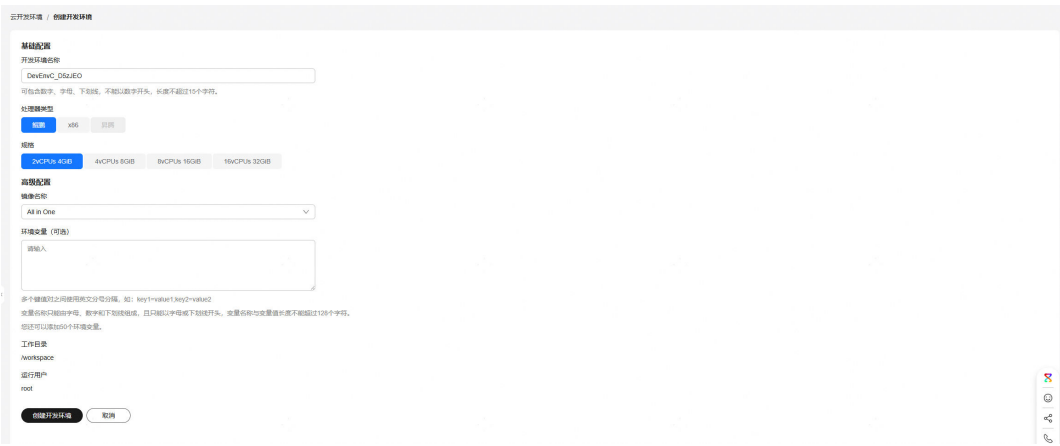 云开发环境 / 创建开发环境
基础配置
开发环境名称
DevEnvC_D5zJEO
可包含数字、字母、下划线，不能以数字开头，长度不超过15个字符。
处理器类型
鲲鹏 x86 昇腾
规格
2vCPUs 4GiB 4vCPUs 8GiB 8vCPUs 16GiB 16vCPUs 32GiB
高级配置
镜像名称
All in One
环境变量（可选）
请输入
多个键值对之间使用英文分号分隔，如：key1=value1;key2=value2
变量名称只能由字母，数字和下划线组成，且只能以字母或下划线开头，变量名称与变量值长度不能超过128个字符。
您还可以添加50个环境变量。
工作目录
/workspace
运行用户
root
创建开发环境 取消